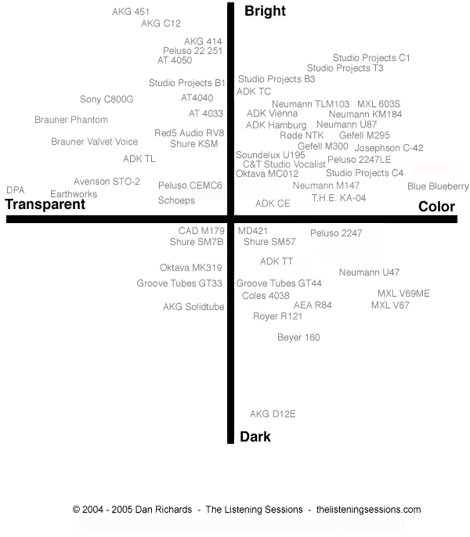 Bright
AKG 451
AKG C12
AKG 414
Peluso 22 251
AT 4050
Studio Projects C1
Studio Projects T3
Studio Projects B1
Studio Projects B3
ADK TC
Sony C800G
AT4040
Neumann TLM103
MXL 603S
AT 4033
ADK Vienna
Neumann KM184
Brauner Phantom
ADK Hamburg
Neumann U87
Red5 Audio RV8
Røde NTK
Gefell M295
Brauner Valvet Voice
Shure KSM
Gefell M300
Josephson C-42
ADK TL
Soundelux U195
Peluso 2247LE
C&T Studio Vocalist
Oktava MC012
Studio Projects C4
Avenson STO-2
Peluso CEMC6
Neumann M147
Blue Blueberry
DPA
Earthworks
Schoeps
T.H.E. KA-04
ADK CE
Transparent
Color
CAD M179
MD421
Peluso 2247
Shure SM7B
Shure SM57
ADK TT
Oktava MK319
Neumann U47
Groove Tubes GT33
Groove Tubes GT44
Coles 4038
MXL V69ME
AKG Solidtube
AEA R84
MXL V67
Royer R121
Beyer 160
AKG D12E
Dark
© 2004 - 2005 Dan Richards - The Listening Sessions - thelisteningsessions.com